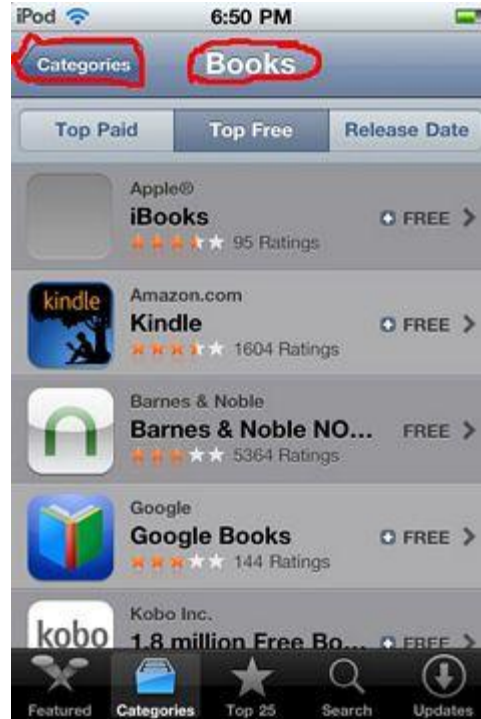 iPod 6:50 PM
Categories Books
Top Paid Top Free Release Date
Apple®
iBooks FREE
95 Ratings
kindle
Amazon.com
Kindle FREE
1604 Ratings
Barnes & Noble
n
Barnes & Noble NO... FREE
5364 Ratings
Google
Google Books FREE
144 Ratings
kobo
Kobo Inc.
1.8 million Free Bo... FREE
Featured Categories Top 25 Search Updates